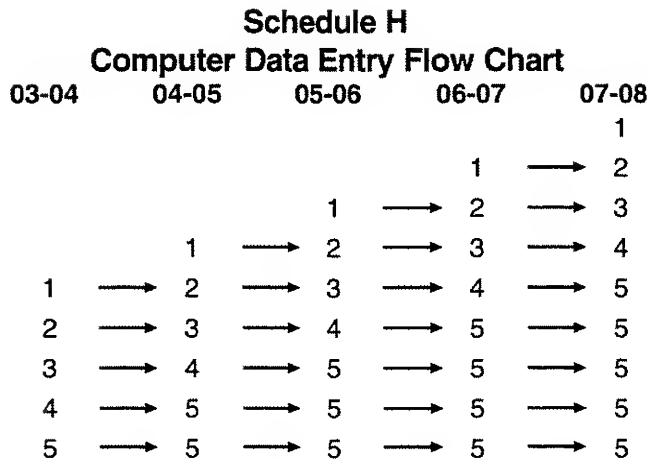 Schedule H
Computer Data Entry Flow Chart
03-04 04-05 05-06 06-07 07-08
1
1 → 2
1 → 2 → 3
1 → 2 → 3 → 4
1 → 2 → 3 → 4 → 5
2 → 3 → 4 → 5 → 5
3 → 4 → 5 → 5 → 5
4 → 5 → 5 → 5 → 5
5 → 5 → 5 → 5 → 5